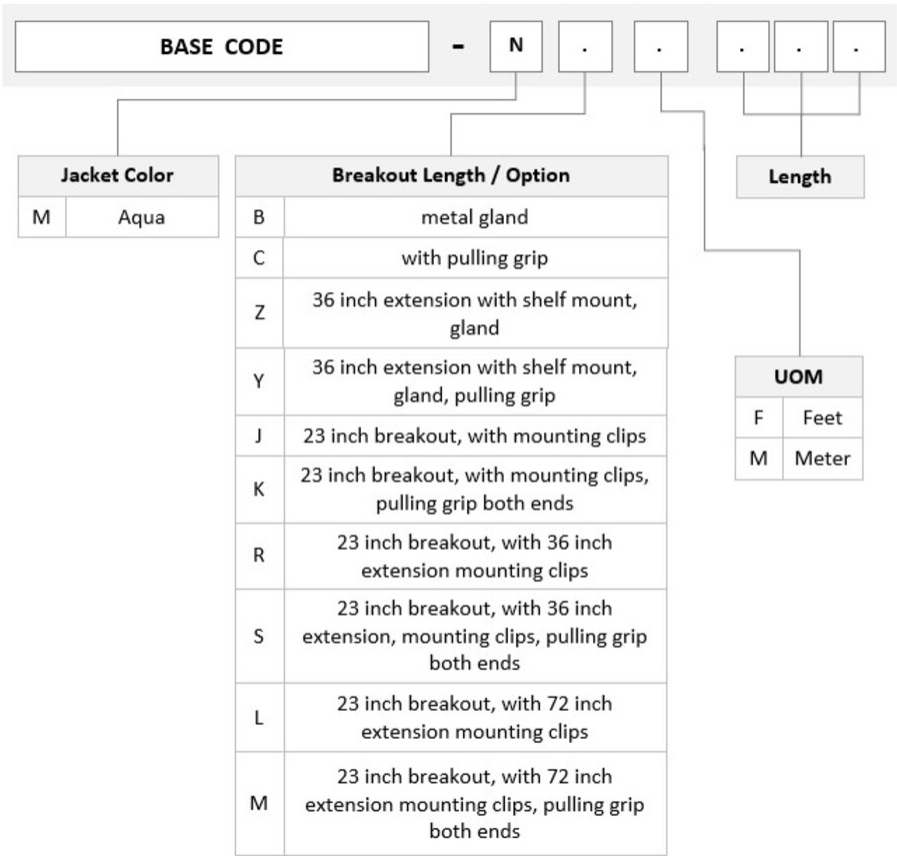 BASE CODE - N . . . . .
Jacket Color
M Aqua
Breakout Length / Option
B metal gland
C with pulling grip
Z 36 inch extension with shelf mount,
gland
Y 36 inch extension with shelf mount,
gland, pulling grip
J 23 inch breakout, with mounting clips
K 23 inch breakout, with mounting clips,
pulling grip both ends
R 23 inch breakout, with 36 inch
extension mounting clips
S 23 inch breakout, with 36 inch
extension, mounting clips, pulling grip
both ends
L 23 inch breakout, with 72 inch
extension mounting clips
M 23 inch breakout, with 72 inch
extension mounting clips, pulling grip
both ends
Length
UOM
F Feet
M Meter